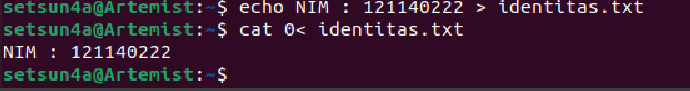 setsun4a@Artemist:~$ echo NIM : 121140222 > identitas.txt
setsun4a@Artemist:~$ cat 0< identitas.txt
NIM : 121140222
setsun4a@Artemist:~$